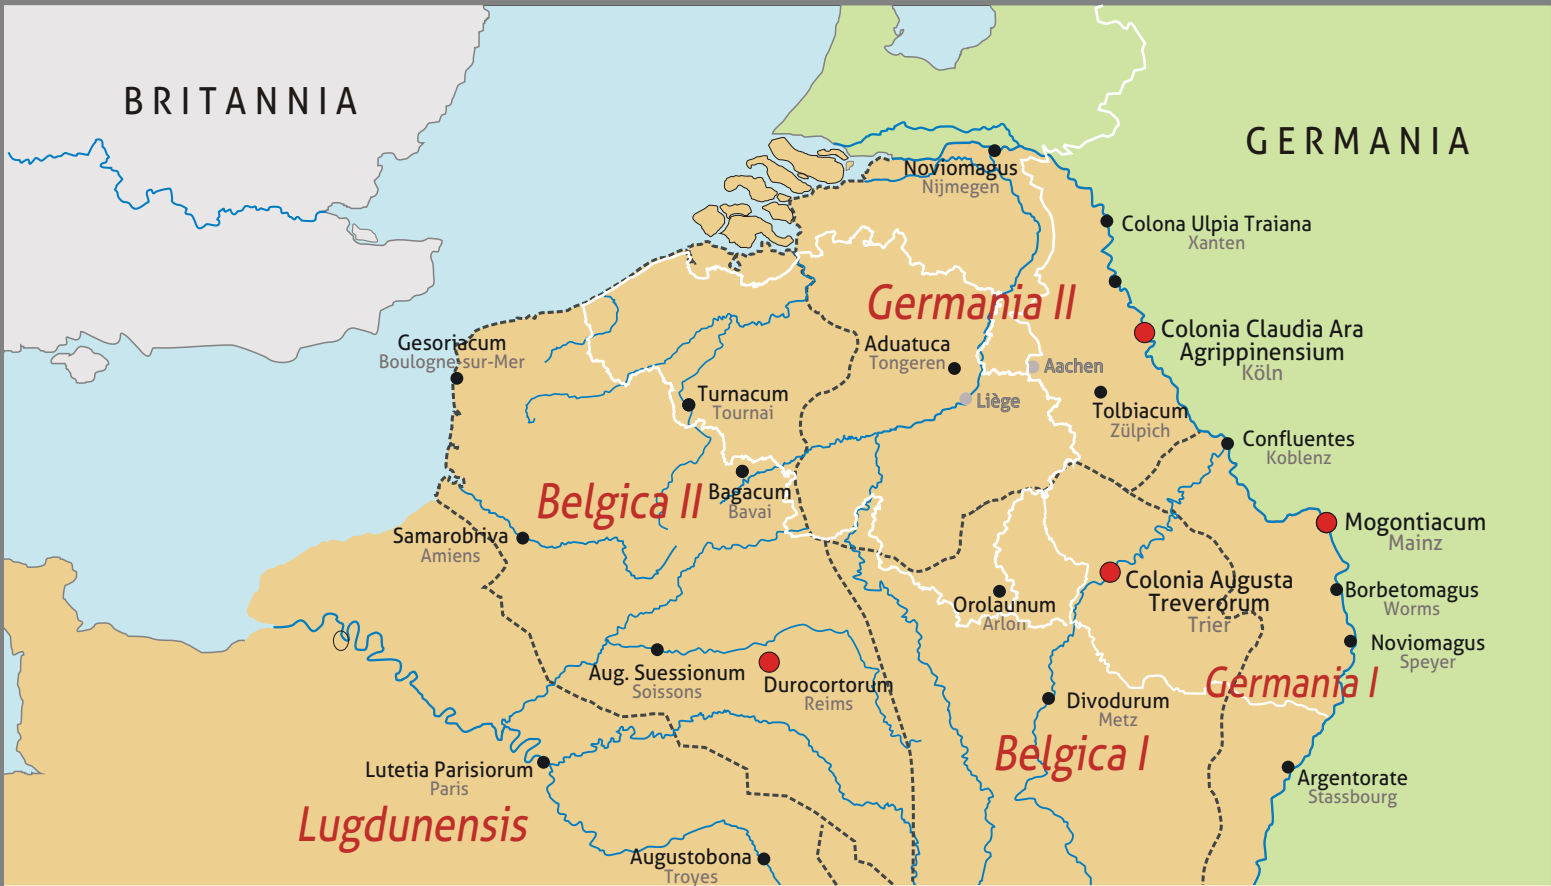 BRITANNIA
GERMANIA
Noviomagus
Nijmegen
Colona Ulpia Traiana
Xanten
Germania II
Colonia Claudia Ara
Agrippinensium
Köln
Gesoriacum
Boulogne-sur-Mer
Aduatuca
Tongeren
Aachen
Liège
Turnacum
Tournai
Tolbiacum
Zülpich
Confluentes
Koblenz
Belgica II
Bagacum
Bavai
Mogontiacum
Mainz
Samarobriva
Amiens
Colonia Augusta
Treverorum
Trier
Borbetomagus
Worms
Orolaunum
Arlon
Noviomagus
Speyer
Aug. Suessionum
Soissons
Durocortorum
Reims
Germania I
Divodurum
Metz
Belgica I
Lutetia Parisiorum
Paris
Argentorate
Stassbourg
Lugdunensis
Augustobona
Troyes